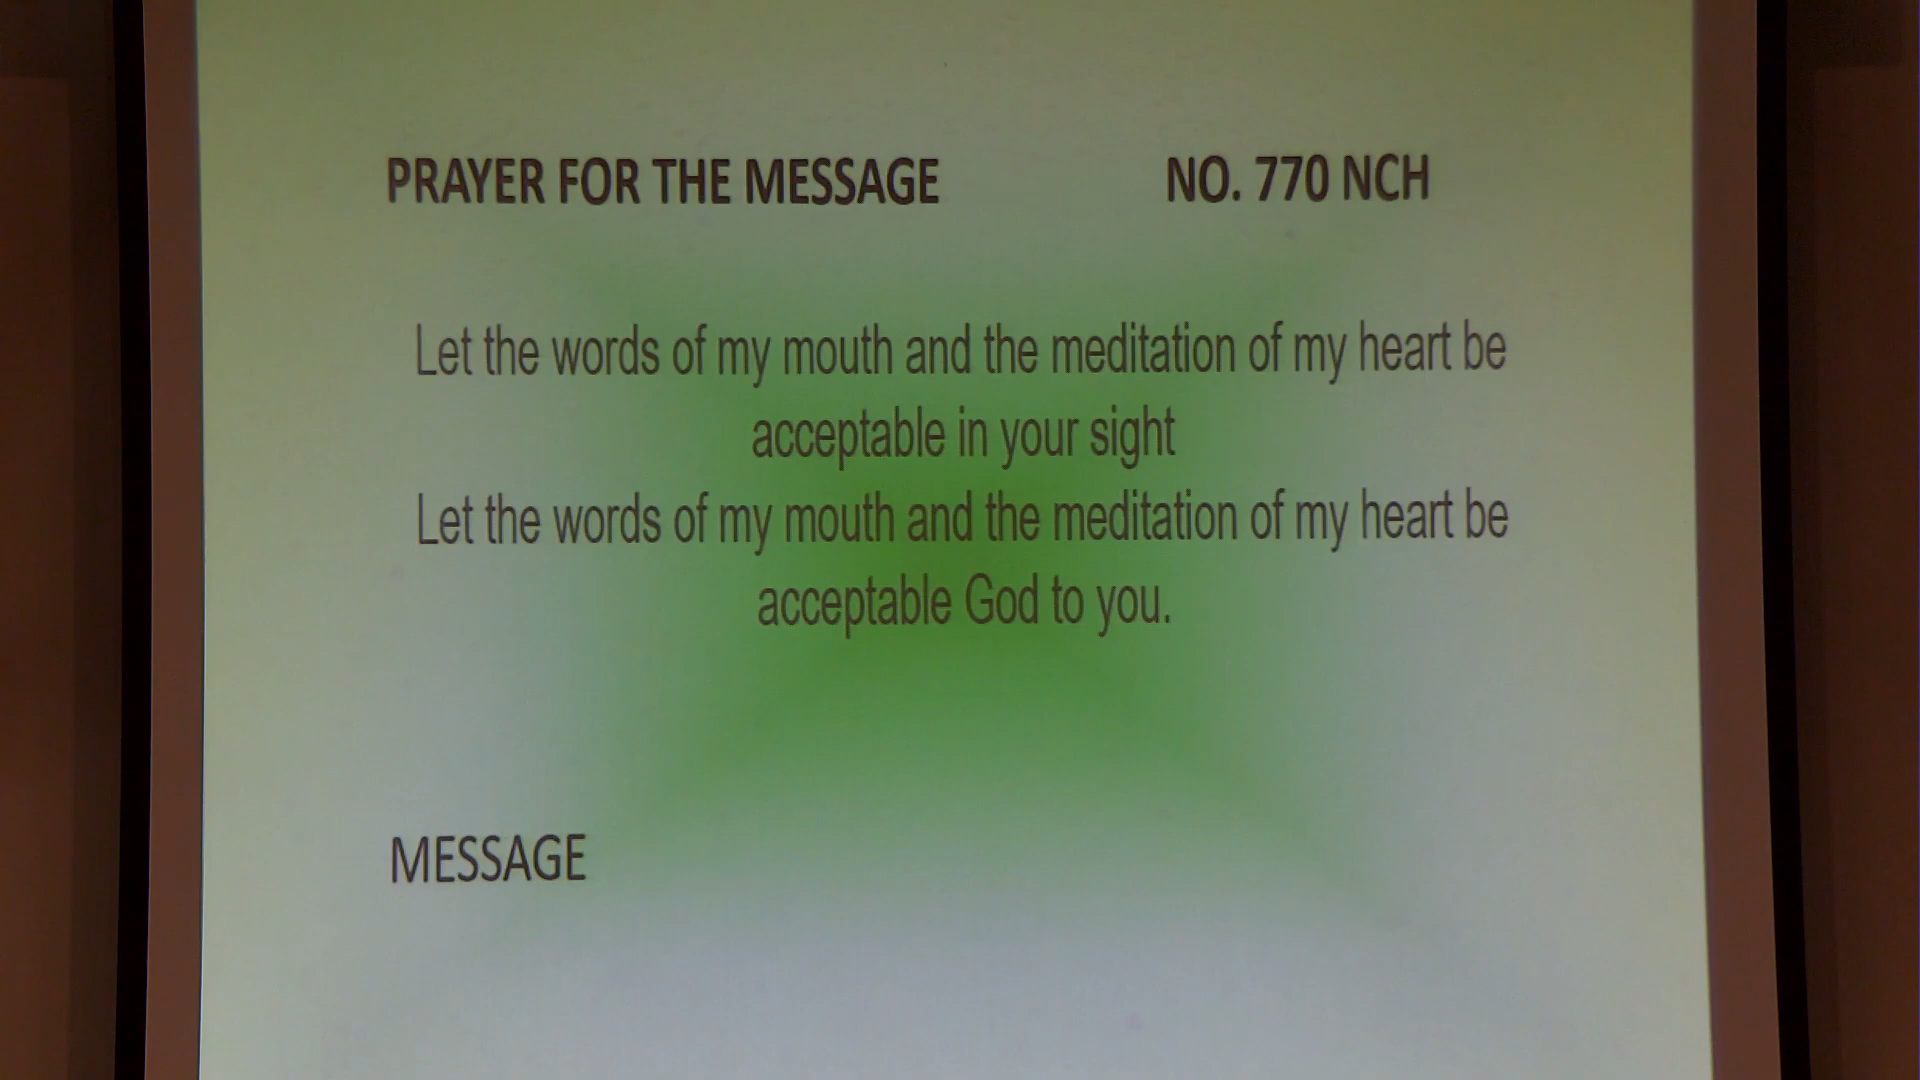 PRAYER FOR THE MESSAGE NO. 770 NCH
Let the words of my mouth and the meditation of my heart be
acceptable in your sight
Let the words of my mouth and the meditation of my heart be
acceptable God to you.
MESSAGE